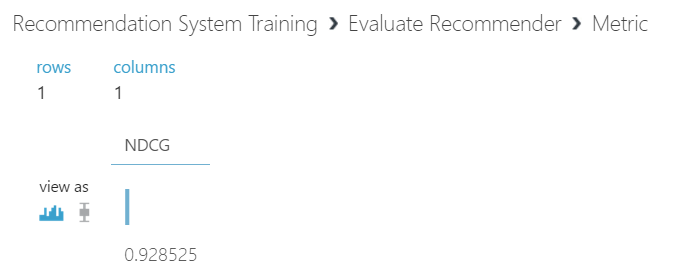 Recommendation System Training › Evaluate Recommender › Metric
rows columns
1 1
NDCG
view as
0.928525